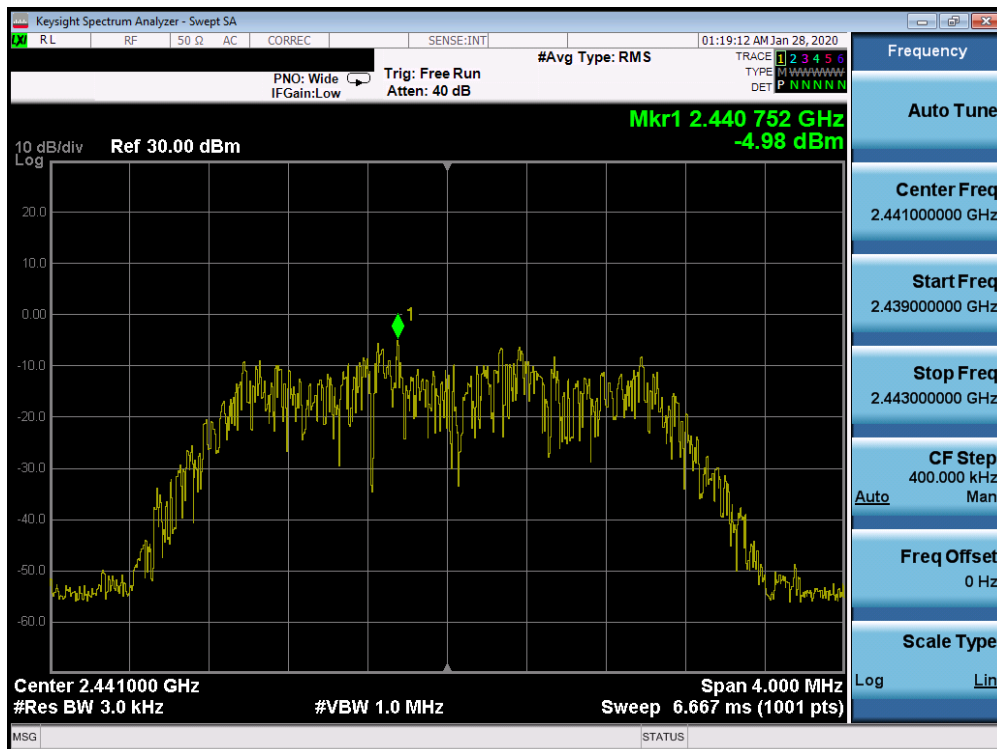 Keysight Spectrum Analyzer - Swept SA
LXI RL RF 50 Ω AC CORREC SENSE:INT 01:19:12 AM Jan 28, 2020
PNO: Wide
IFGain:Low
Trig: Free Run
Atten: 40 dB
#Avg Type: RMS
TRACE 1 2 3 4 5 6
TYPE M WWWWW
DET P N N N N N
Mkr1 2.440 752 GHz
-4.98 dBm
10 dB/div
Log
Ref 30.00 dBm
20.0
10.0
0.00
-10.0
-20.0
-30.0
-40.0
-50.0
-60.0
1
Center 2.441000 GHz
Span 4.000 MHz
#Res BW 3.0 kHz
#VBW 1.0 MHz
Sweep 6.667 ms (1001 pts)
MSG
STATUS
Frequency
Auto Tune
Center Freq
2.441000000 GHz
Start Freq
2.439000000 GHz
Stop Freq
2.443000000 GHz
CF Step
400.000 kHz
Auto Man
Freq Offset
0 Hz
Scale Type
Log Lin